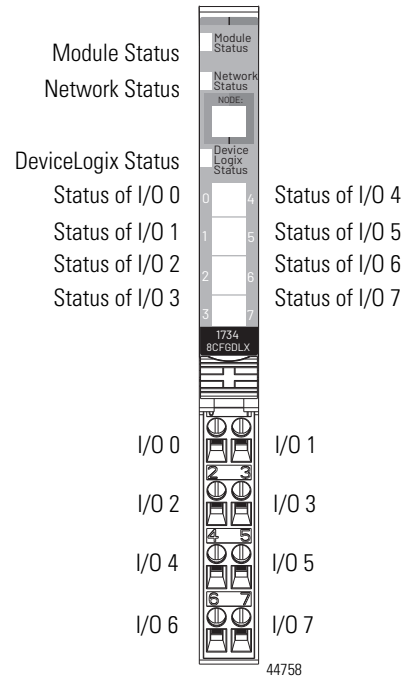 Module Status
Module
Status
Network Status
Network
Status
NODE:
DeviceLogix Status
Device
Logix
Status
Status of I/O 0
0
4
Status of I/O 4
Status of I/O 1
1
5
Status of I/O 5
Status of I/O 2
2
6
Status of I/O 6
Status of I/O 3
3
7
Status of I/O 7
1734
8CFGDLX
I/O 0
I/O 1
2 3
I/O 2
I/O 3
4 5
I/O 4
I/O 5
6 7
I/O 6
I/O 7
44758